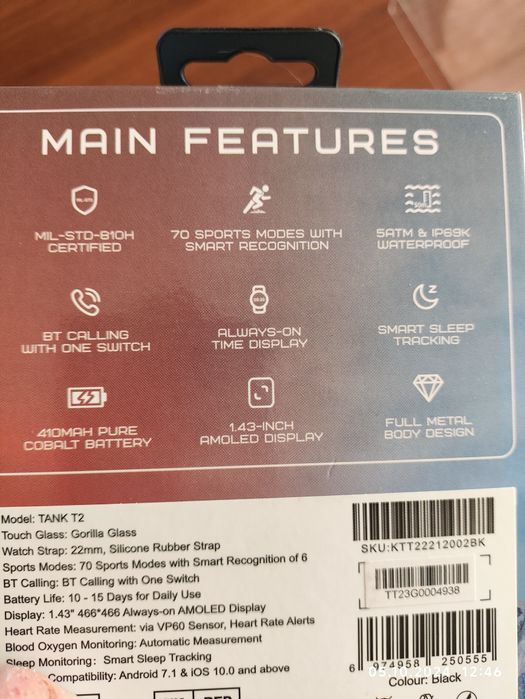 MAIN FEATURES
MIL-STD-810H
CERTIFIED
70 SPORTS MODES WITH
SMART RECOGNITION
5ATM & IP69K
WATERPROOF
BT CALLING
WITH ONE SWITCH
ALWAYS-ON
TIME DISPLAY
SMART SLEEP
TRACKING
410MAH PURE
COBALT BATTERY
1.43-INCH
AMOLED DISPLAY
FULL METAL
BODY DESIGN
Model: TANK T2
Touch Glass: Gorilla Glass
Watch Strap: 22mm, Silicone Rubber Strap
Sports Modes: 70 Sports Modes with Smart Recognition of 6
BT Calling: BT Calling with One Switch
Battery Life: 10 - 15 Days for Daily Use
Display: 1.43" 466*466 Always-on AMOLED Display
Heart Rate Measurement: via VP60 Sensor, Heart Rate Alerts
Blood Oxygen Monitoring: Automatic Measurement
Sleep Monitoring: Smart Sleep Tracking
Compatibility: Android 7.1 & iOS 10.0 and above
SKU:KTT22212002BK
TT23G0004938
6 974958 250555
Colour: Black